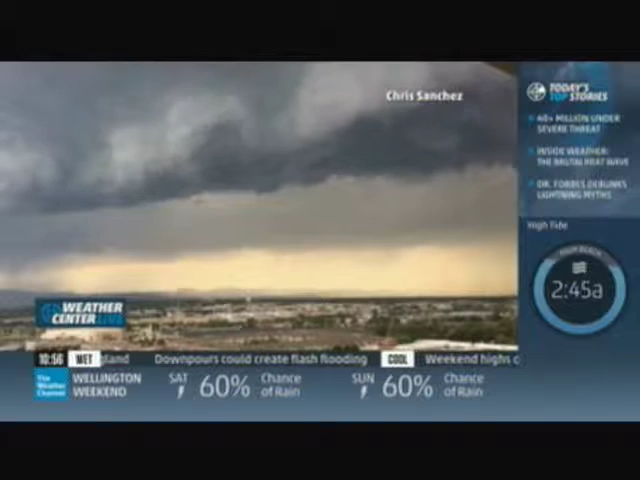 Chris Sanchez
TODAY'S
TOP STORIES
40+ MILLION UNDER
SEVERE THREAT
INSIDE WEATHER:
THE BRUTAL HEAT WAVE
DR. FORBES DEBUNKS
LIGHTNING MYTHS
High Tide
2:45a
WEATHER
CENTER LIVE
10:56 WET gland Downpours could create flash flooding COOL Weekend highs
The
Weather
Channel
WELLINGTON
WEEKEND
SAT 60% Chance
of Rain
SUN 60% Chance
of Rain